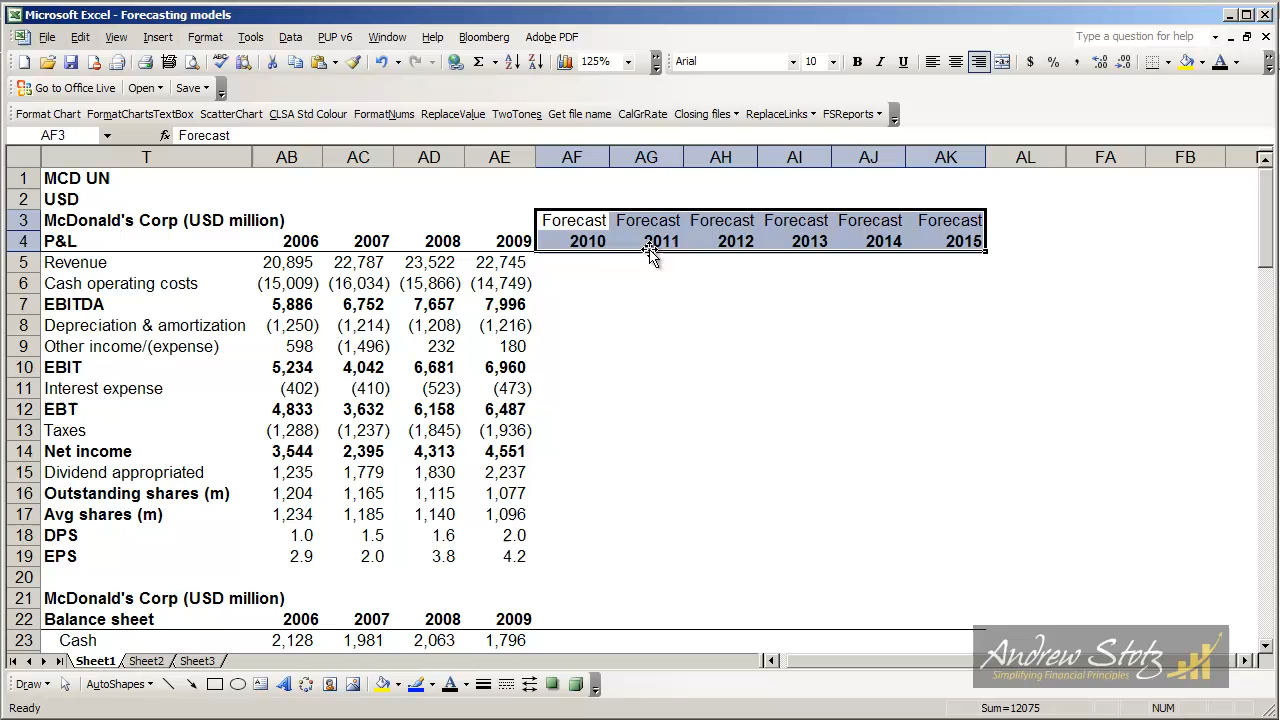 Microsoft Excel - Forecasting models
File Edit View Insert Format Tools Data PUP v6 Window Help Bloomberg Adobe PDF Type a question for help
125% Arial 10 B I U $ % ,
Go to Office Live Open Save
Format Chart FormatChartsTextBox ScatterChart CLSA Std Colour FormatNums ReplaceValue TwoTones Get file name CalGrRate Closing files ReplaceLinks FSReports
AF3 fx Forecast
T AB AC AD AE AF AG AH AI AJ AK AL FA FB
1 MCD UN
2 USD
3 McDonald's Corp (USD million) Forecast Forecast Forecast Forecast Forecast Forecast
4 P&L 2006 2007 2008 2009 2010 2011 2012 2013 2014 2015
5 Revenue 20,895 22,787 23,522 22,745
6 Cash operating costs (15,009) (16,034) (15,866) (14,749)
7 EBITDA 5,886 6,752 7,657 7,996
8 Depreciation & amortization (1,250) (1,214) (1,208) (1,216)
9 Other income/(expense) 598 (1,496) 232 180
10 EBIT 5,234 4,042 6,681 6,960
11 Interest expense (402) (410) (523) (473)
12 EBT 4,833 3,632 6,158 6,487
13 Taxes (1,288) (1,237) (1,845) (1,936)
14 Net income 3,544 2,395 4,313 4,551
15 Dividend appropriated 1,235 1,779 1,830 2,237
16 Outstanding shares (m) 1,204 1,165 1,115 1,077
17 Avg shares (m) 1,234 1,185 1,140 1,096
18 DPS 1.0 1.5 1.6 2.0
19 EPS 2.9 2.0 3.8 4.2
20
21 McDonald's Corp (USD million)
22 Balance sheet 2006 2007 2008 2009
23 Cash 2,128 1,981 2,063 1,796
Andrew Stotz
Simplifying Financial Principles
Sheet1 Sheet2 Sheet3
Draw AutoShapes
Ready Sum=12075 NUM